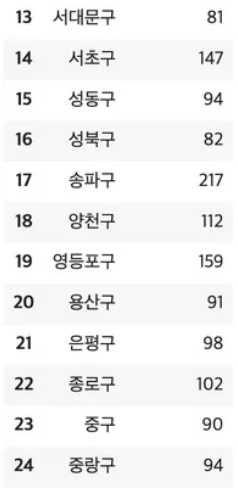 13 서대문구 81
14 서초구 147
15 성동구 94
16 성북구 82
17 송파구 217
18 양천구 112
19 영등포구 159
20 용산구 91
21 은평구 98
22 종로구 102
23 중구 90
24 중랑구 94